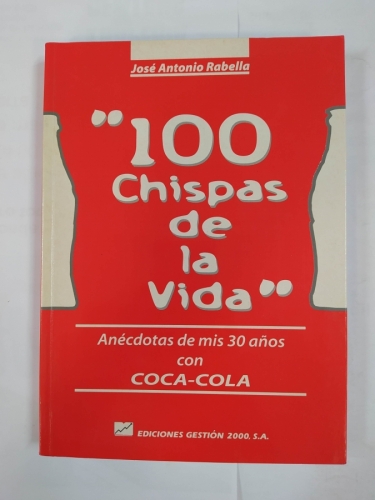 José Antonio Rabella
"100
Chispas
de
la
Vida"
Anécdotas de mis 30 años
con
COCA-COLA
EDICIONES GESTIÓN 2000, S.A.